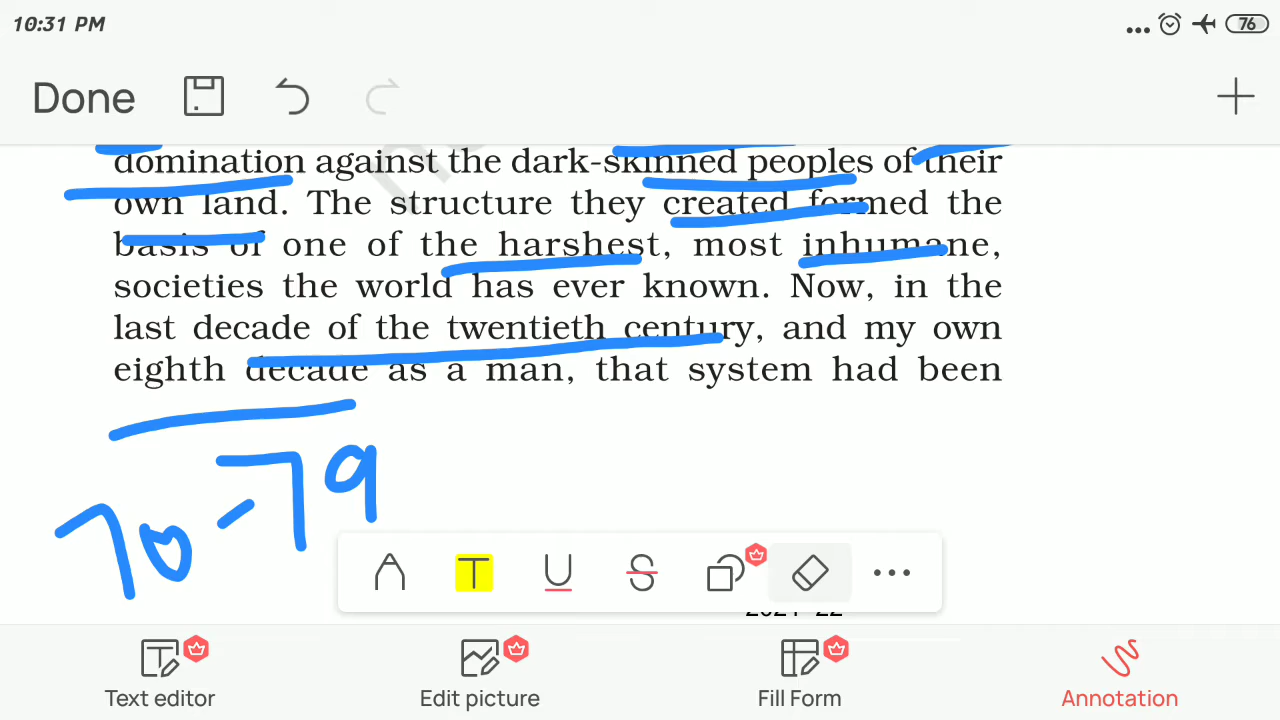 10:31 PM
76
Done
domination against the dark-skinned peoples of their
own land. The structure they created formed the
basis of one of the harshest, most inhumane,
societies the world has ever known. Now, in the
last decade of the twentieth century, and my own
eighth decade as a man, that system had been
70-79
2021-22
Text editor
Edit picture
Fill Form
Annotation